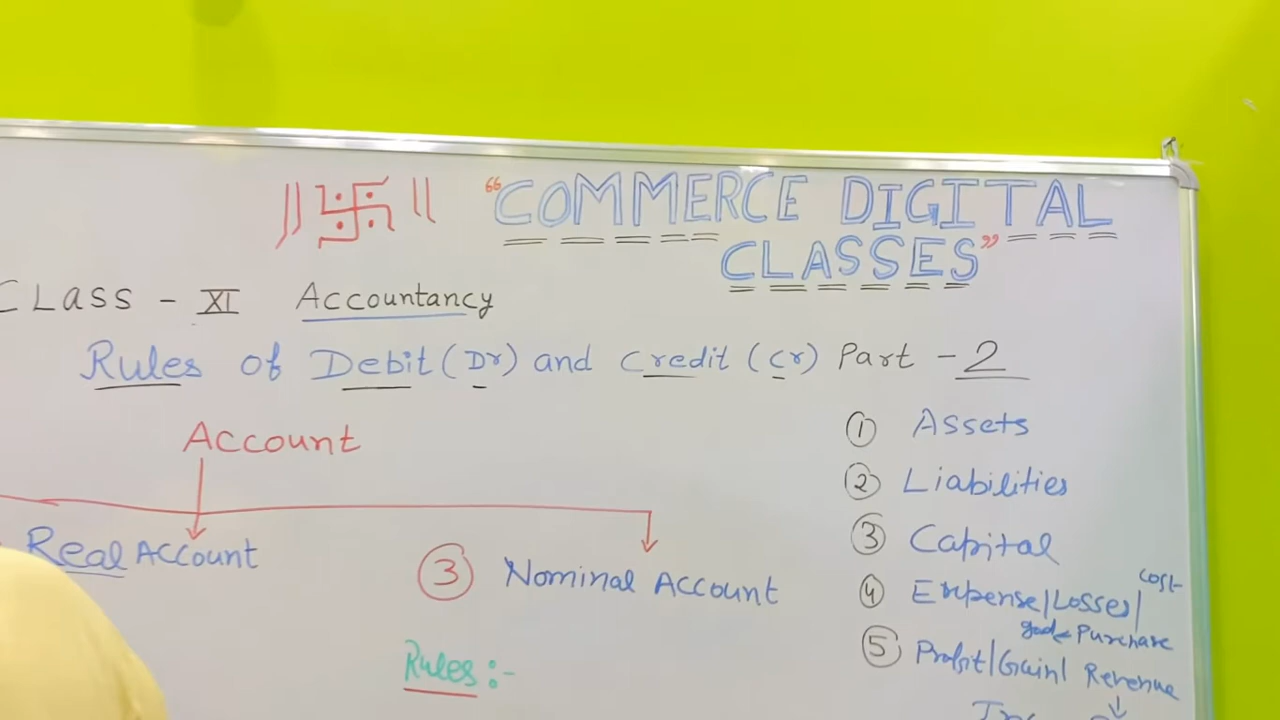 “COMMERCE DIGITAL
CLASSES”
CLASS - XI Accountancy
Rules of Debit (Dr) and Credit (Cr) Part - 2
Account
Real Account
③ Nominal Account
Rules:-
① Assets
② Liabilities
③ Capital
④ Expense/Losses/ Cost
Purchase
⑤ Profit/Gain/ Revenue